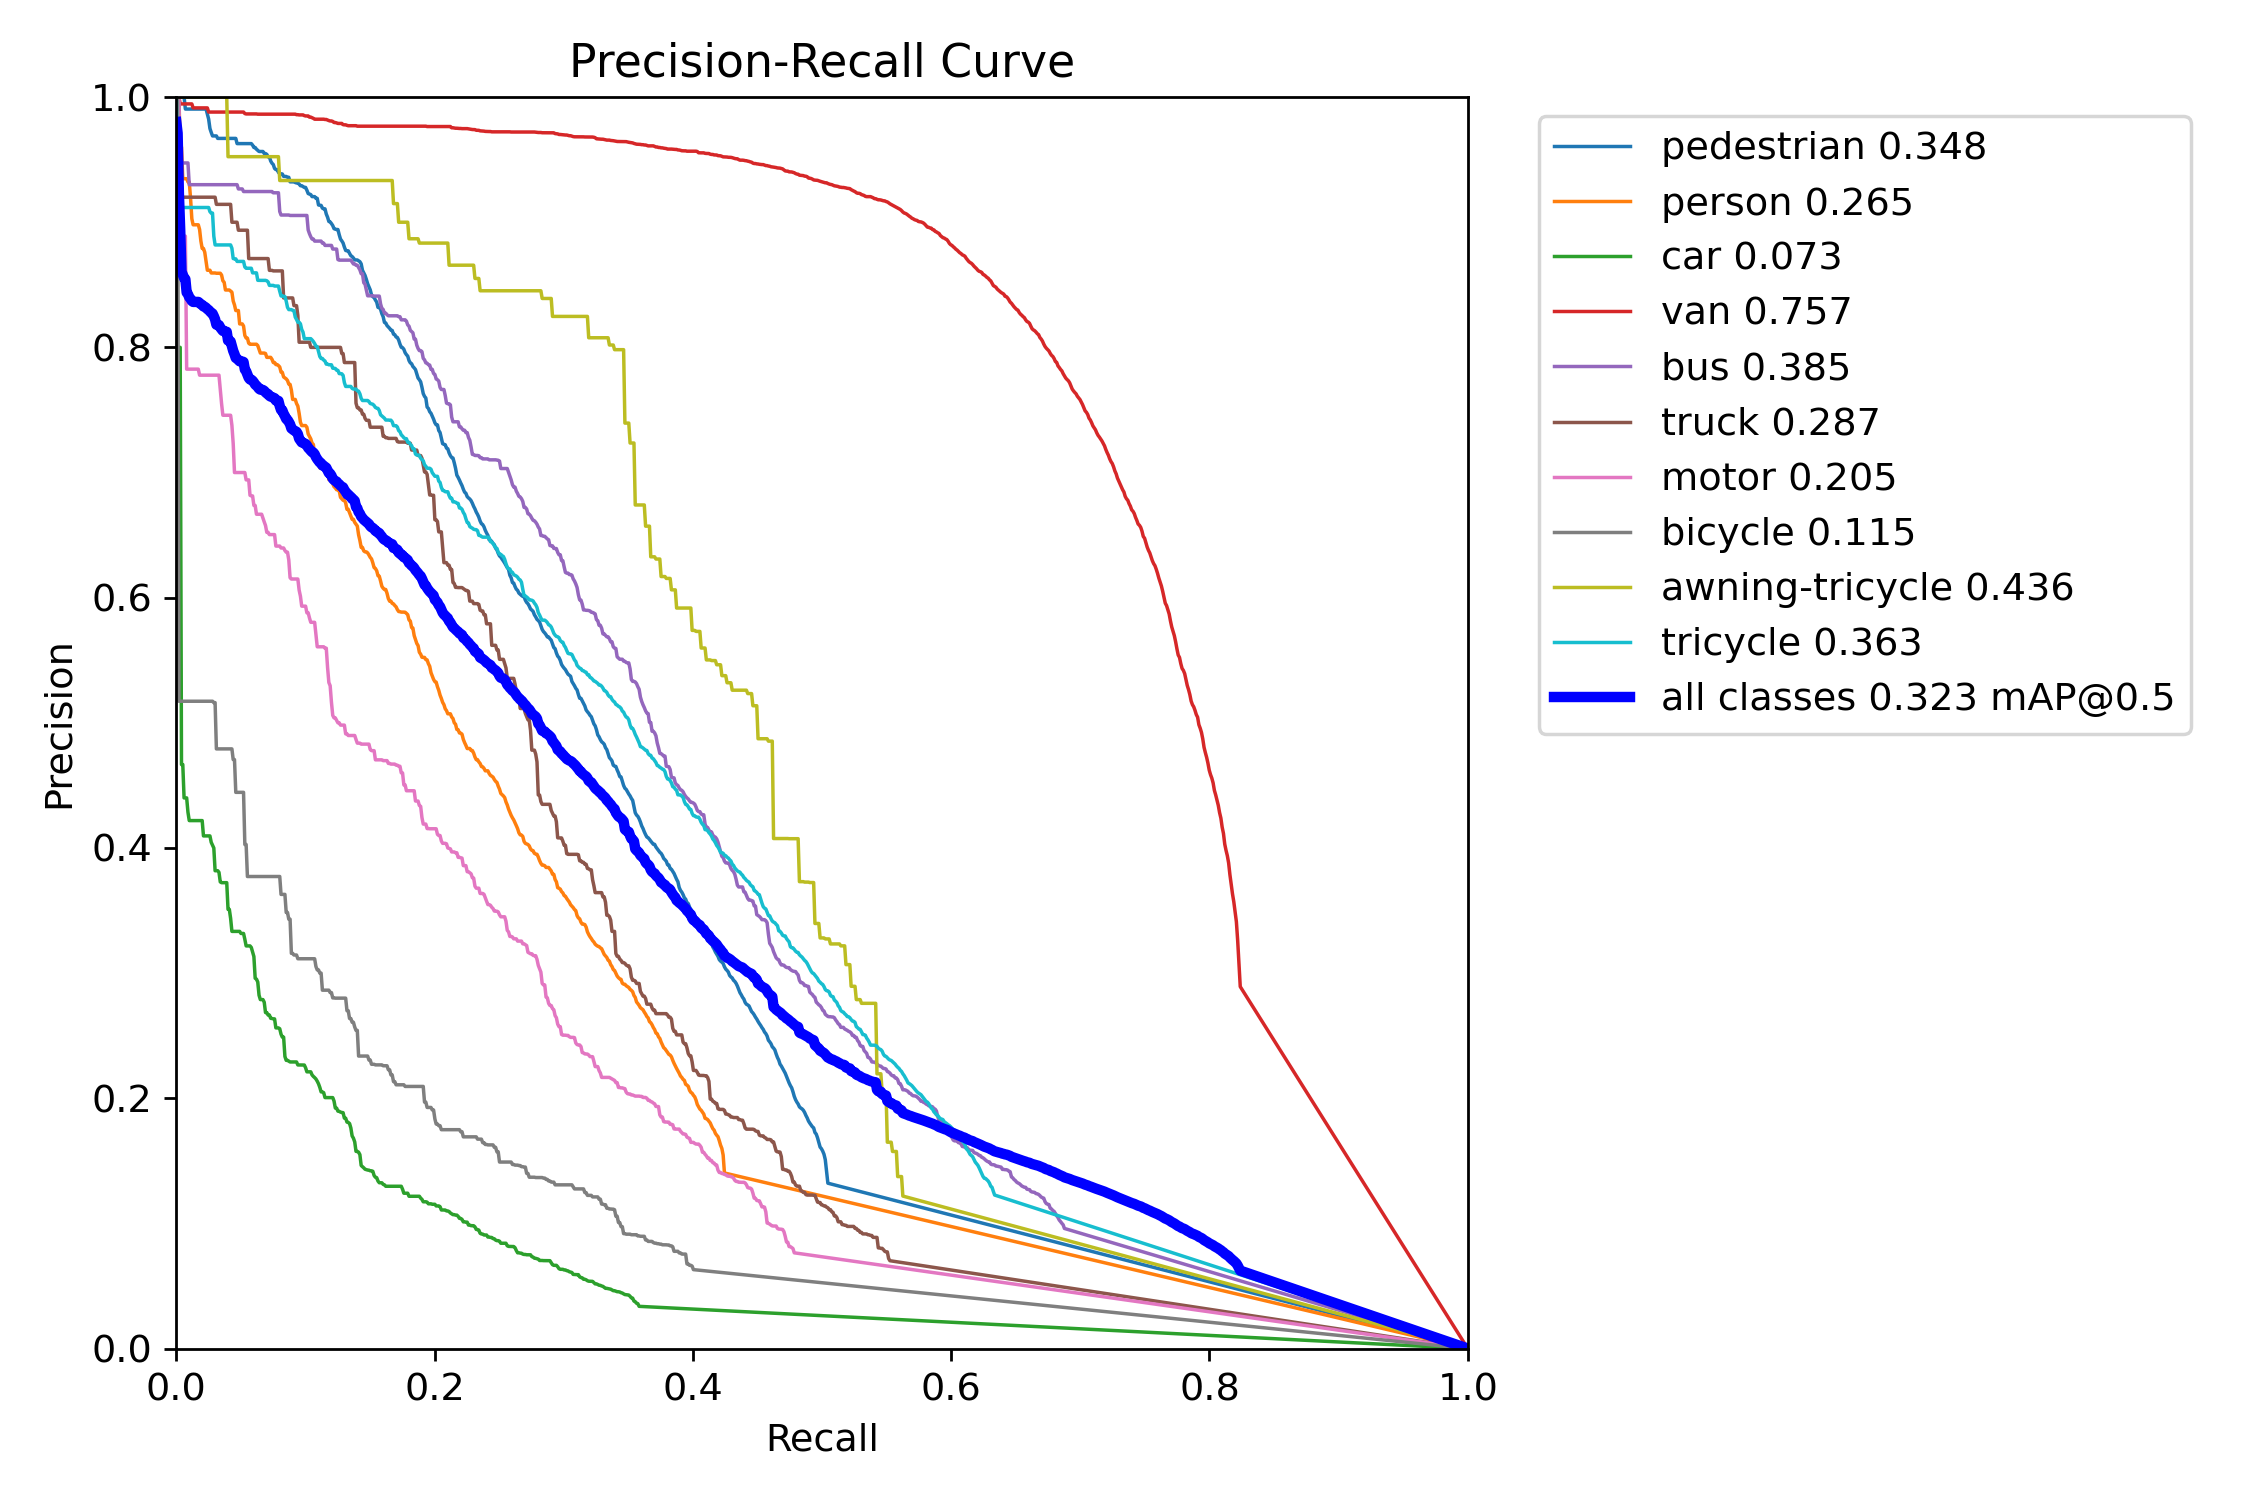 Precision-Recall Curve
1.0
0.8
0.6
0.4
0.2
0.0
Precision
0.0 0.2 0.4 0.6 0.8 1.0
Recall
pedestrian 0.348
person 0.265
car 0.073
van 0.757
bus 0.385
truck 0.287
motor 0.205
bicycle 0.115
awning-tricycle 0.436
tricycle 0.363
all classes 0.323 mAP@0.5